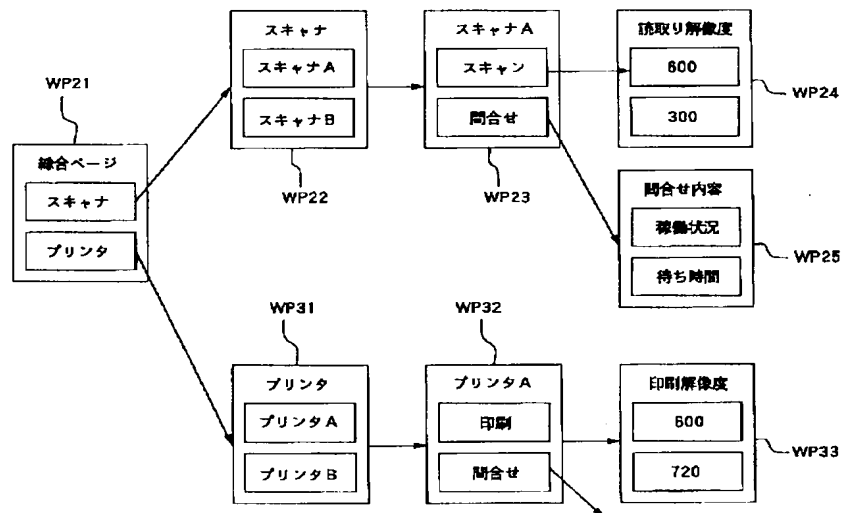 WP21
綜合ページ
スキャナ
プリンタ
スキャナ
スキャナA
スキャナB
WP22
スキャナA
スキャン
問合せ
WP23
読取り解像度
600
300
WP24
問合せ内容
稼働状況
待ち時間
WP25
WP31
プリンタ
プリンタA
プリンタB
WP32
プリンタA
印刷
問合せ
印刷解像度
600
720
WP33